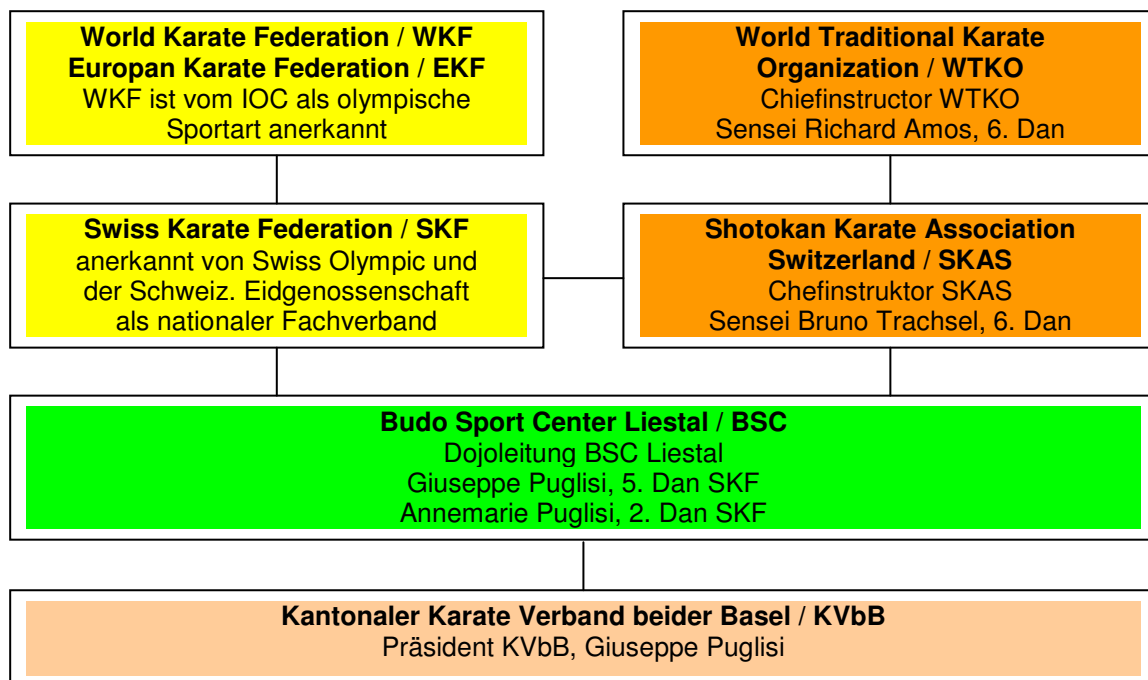 World Karate Federation / WKF
Europan Karate Federation / EKF
WKF ist vom IOC als olympische
Sportart anerkannt
World Traditional Karate
Organization / WTKO
Chiefinstructor WTKO
Sensei Richard Amos, 6. Dan
Swiss Karate Federation / SKF
anerkannt von Swiss Olympic und
der Schweiz. Eidgenossenschaft
als nationaler Fachverband
Shotokan Karate Association
Switzerland / SKAS
Chefinstruktor SKAS
Sensei Bruno Trachsel, 6. Dan
Budo Sport Center Liestal / BSC
Dojoleitung BSC Liestal
Giuseppe Puglisi, 5. Dan SKF
Annemarie Puglisi, 2. Dan SKF
Kantonaler Karate Verband beider Basel / KVbB
Präsident KVbB, Giuseppe Puglisi